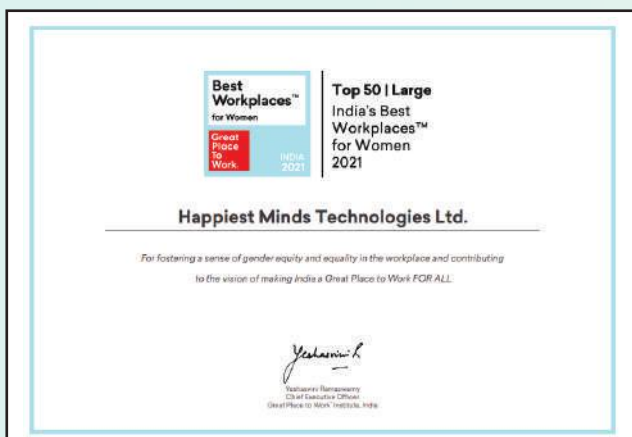 Best
Workplaces™
for Women
Great
Place
To
Work.
INDIA
2021
Top 50 | Large
India's Best
Workplaces™
for Women
2021
Happiest Minds Technologies Ltd.
For fostering a sense of gender equity and equality in the workplace and contributing
to the vision of making India a Great Place to Work FOR ALL
Yeshasvini R
Yeshasvini Ramaswamy
Chief Executive Officer
Great Place to Work® Institute, India